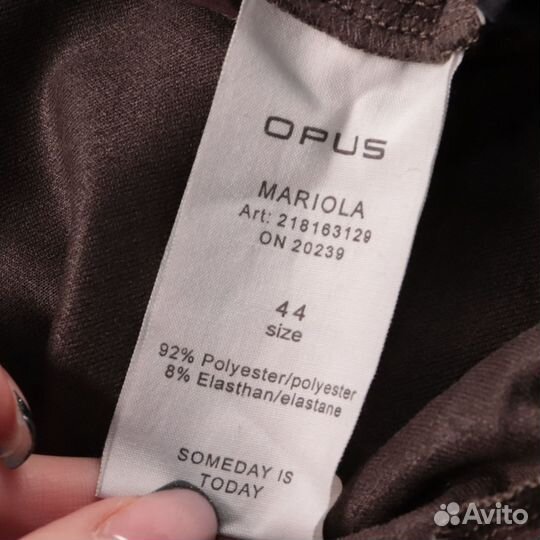 OPUS
MARIOLA
Art: 218163129
ON 20239
44
size
92% Polyester/polyester
8% Elasthan/elastane
SOMEDAY IS
TODAY
Avito